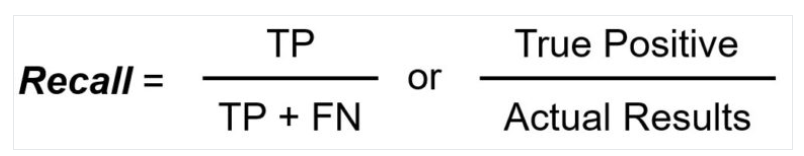 Recall = TP / TP + FN or True Positive / Actual Results